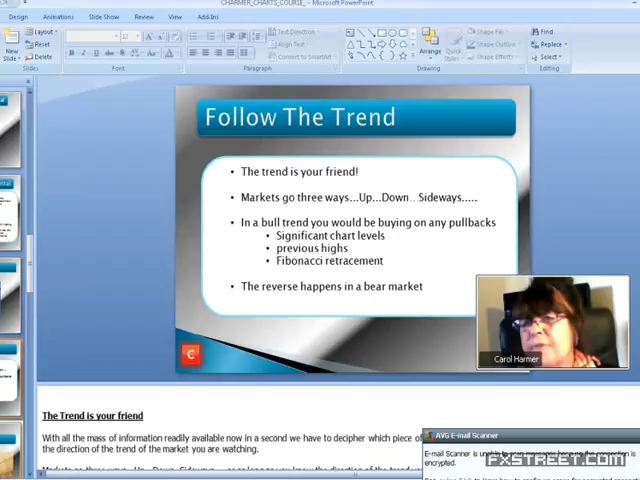 CHARMER_CHARTS_COURSE_ - Microsoft PowerPoint
Design Animations Slide Show Review View Add-Ins
New Slide
Layout
Reset
Delete
Slides
Text Direction
Align Text
Convert to SmartArt
Paragraph
Arrange
Quick Styles
Shape Fill
Shape Outline
Shape Effects
Drawing
Find
Replace
Select
Editing
Follow The Trend
• The trend is your friend!
• Markets go three ways...Up...Down...Sideways.....
• In a bull trend you would be buying on any pullbacks
• Significant chart levels
• previous highs
• Fibonacci retracement
• The reverse happens in a bear market
C
Carol Harmer
The Trend is your friend
With all the mass of information readily available now in a second we have to decipher which piece of
the direction of the trend of the market you are watching.
AVG E-mail Scanner
E-mail Scanner is unable to scan messages
encrypted.
FXSTREET.COM